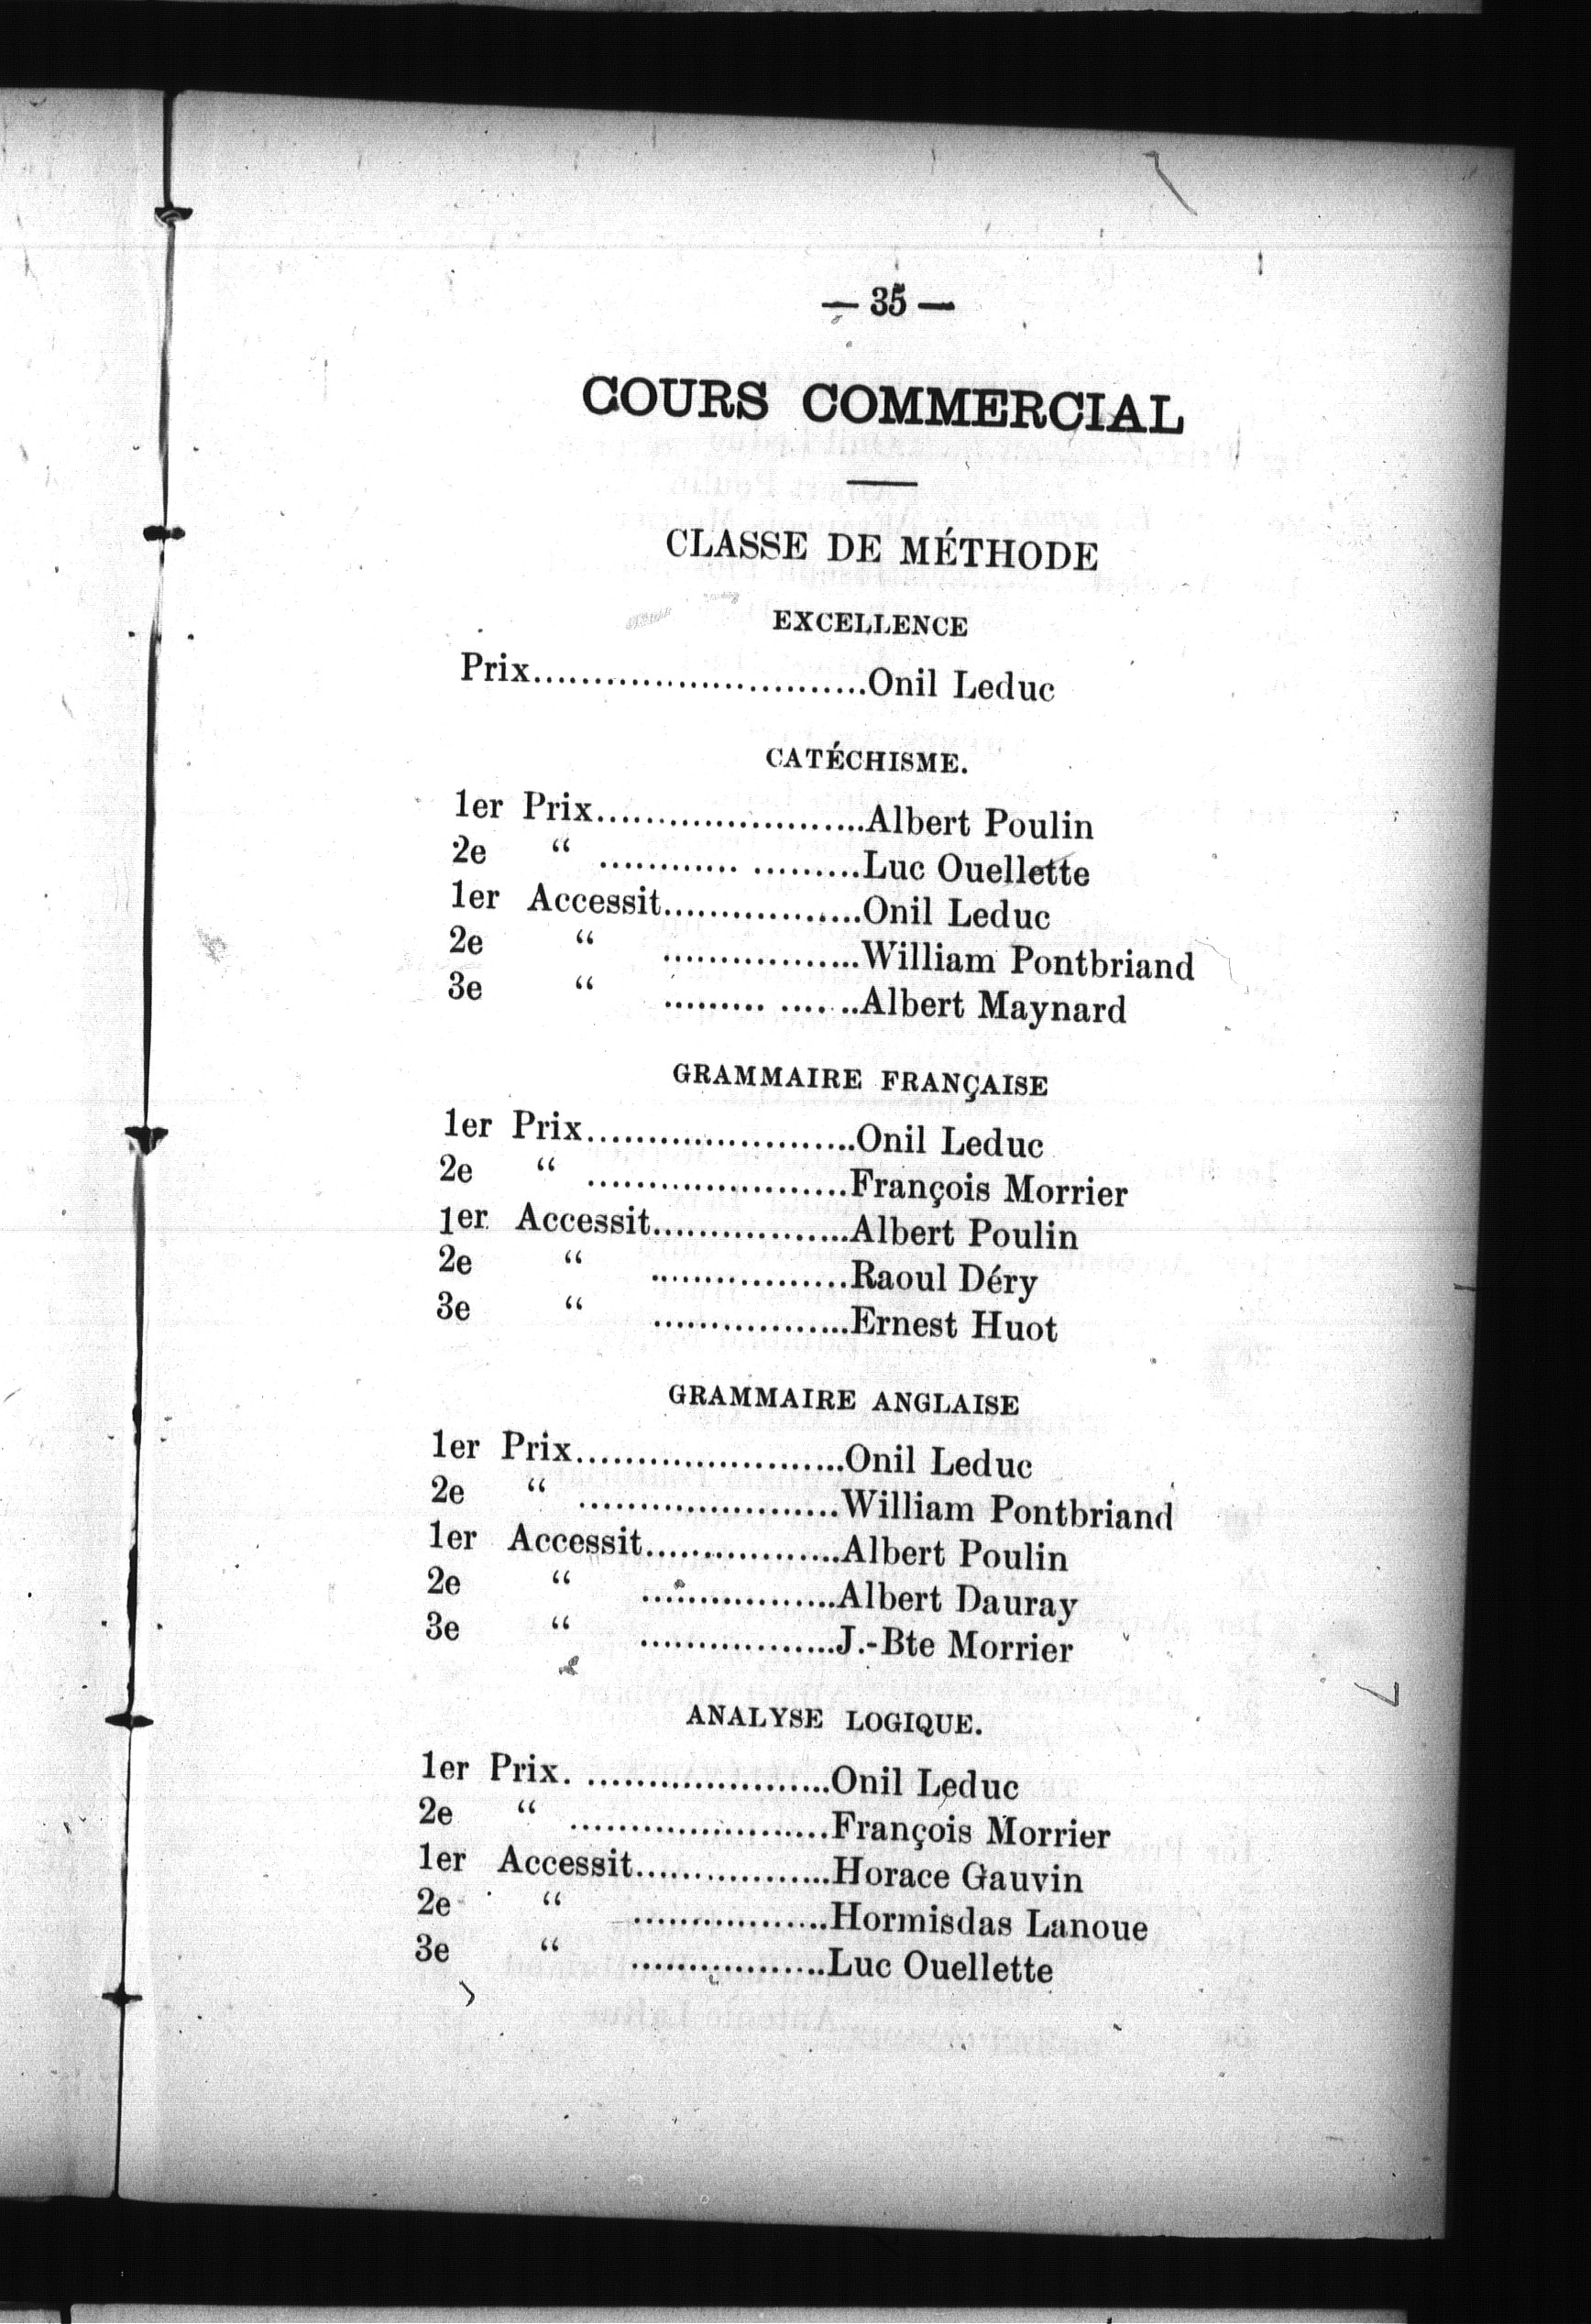 — 35 —
COURS COMMERCIAL
CLASSE DE MÉTHODE
EXCELLENCE
Prix............................Onil Leduc
CATÉCHISME.
1er Prix.......................Albert Poulin
2e “ ............ .........Luc Ouellette
1er Accessit.................Onil Leduc
2e “ .................William Pontbriand
3e “ ......... .... ..Albert Maynard
GRAMMAIRE FRANÇAISE
1er Prix.......................Onil Leduc
2e “ ......................François Morrier
1er Accessit.................Albert Poulin
2e “ .................Raoul Déry
3e “ .................Ernest Huot
GRAMMAIRE ANGLAISE
1er Prix.......................Onil Leduc
2e “ ......................William Pontbriand
1er Accessit.................Albert Poulin
2e “ .................Albert Dauray
3e “ .................J.-Bte Morrier
ANALYSE LOGIQUE.
1er Prix. .....................Onil Leduc
2e “ ......................François Morrier
1er Accessit.................Horace Gauvin
2e “ .................Hormisdas Lanoue
3e “ .................Luc Ouellette